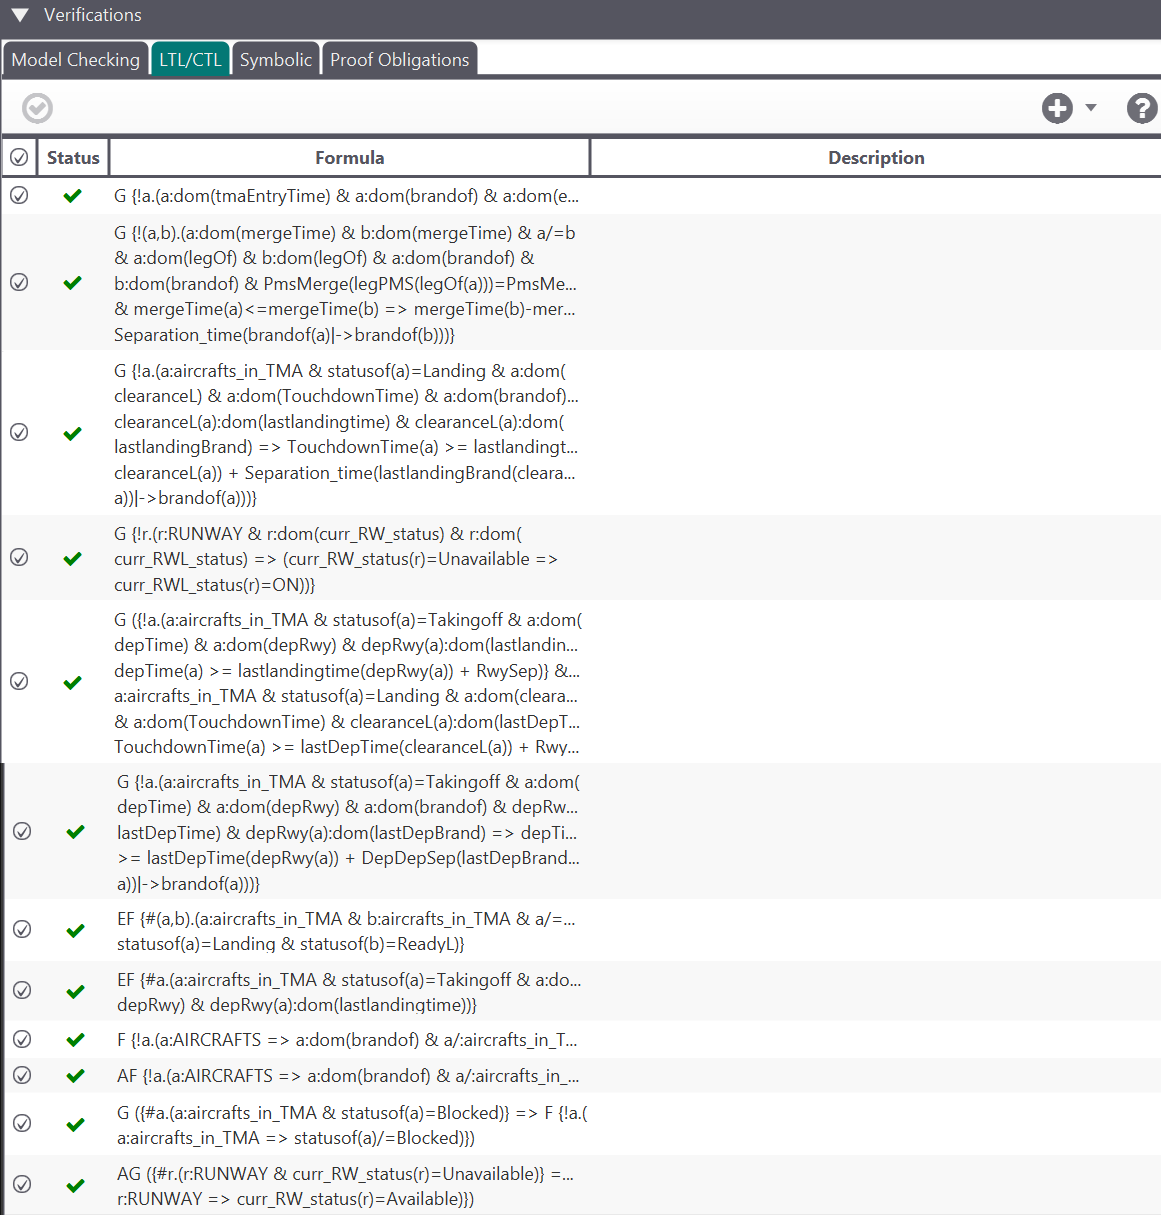 Verifications
Model Checking LTL/CTL Symbolic Proof Obligations
Status Formula Description
G {!a.(a:dom(tmaEntryTime) & a:dom(brandof) & a:dom(e...
G {!(a,b).(a:dom(mergeTime) & b:dom(mergeTime) & a/=b
& a:dom(legOf) & b:dom(legOf) & a:dom(brandof) &
b:dom(brandof) & PmsMerge(legPMS(legOf(a)))=PmsMe...
& mergeTime(a)<=mergeTime(b) => mergeTime(b)-mer...
Separation_time(brandof(a)|->brandof(b)))}
G {!a.(a:aircrafts_in_TMA & statusof(a)=Landing & a:dom(
clearanceL) & a:dom(TouchdownTime) & a:dom(brandof)...
clearanceL(a):dom(lastlandingtime) & clearanceL(a):dom(
lastlandingBrand) => TouchdownTime(a) >= lastlandingt...
clearanceL(a)) + Separation_time(lastlandingBrand(cleara...
a))|->brandof(a)))}
G {!r.(r:RUNWAY & r:dom(curr_RW_status) & r:dom(
curr_RWL_status) => (curr_RW_status(r)=Unavailable =>
curr_RWL_status(r)=ON))}
G ({!a.(a:aircrafts_in_TMA & statusof(a)=Takingoff & a:dom(
depTime) & a:dom(depRwy) & depRwy(a):dom(lastlandin...
depTime(a) >= lastlandingtime(depRwy(a)) + RwySep)} &...
a:aircrafts_in_TMA & statusof(a)=Landing & a:dom(cleara...
& a:dom(TouchdownTime) & clearanceL(a):dom(lastDepT...
TouchdownTime(a) >= lastDepTime(clearanceL(a)) + Rwy...
G {!a.(a:aircrafts_in_TMA & statusof(a)=Takingoff & a:dom(
depTime) & a:dom(depRwy) & a:dom(brandof) & depRw...
lastDepTime) & depRwy(a):dom(lastDepBrand) => depTi...
>= lastDepTime(depRwy(a)) + DepDepSep(lastDepBrand...
a))|->brandof(a)))}
EF {#(a,b).(a:aircrafts_in_TMA & b:aircrafts_in_TMA & a/=...
statusof(a)=Landing & statusof(b)=ReadyL)}
EF {#a.(a:aircrafts_in_TMA & statusof(a)=Takingoff & a:do...
depRwy) & depRwy(a):dom(lastlandingtime))}
F {!a.(a:AIRCRAFTS => a:dom(brandof) & a/:aircrafts_in_T...
AF {!a.(a:AIRCRAFTS => a:dom(brandof) & a/:aircrafts_in_...
G ({#a.(a:aircrafts_in_TMA & statusof(a)=Blocked)} => F {!a.(
a:aircrafts_in_TMA => statusof(a)/=Blocked)})
AG ({#r.(r:RUNWAY & curr_RW_status(r)=Unavailable)} =...
r:RUNWAY => curr_RW_status(r)=Available)})